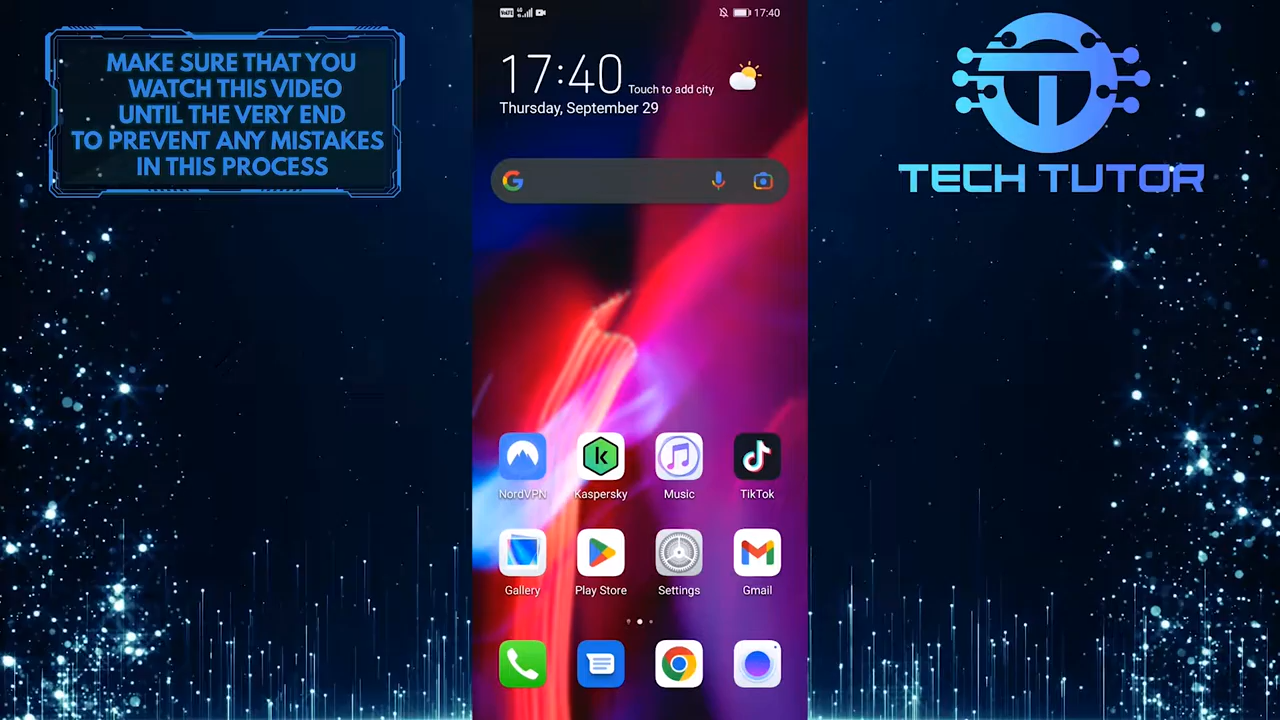 MAKE SURE THAT YOU
WATCH THIS VIDEO
UNTIL THE VERY END
TO PREVENT ANY MISTAKES
IN THIS PROCESS
VoLTE 4G 17:40
17:40 Touch to add city
Thursday, September 29
TECH TUTOR
NordVPN Kaspersky Music TikTok
Gallery Play Store Settings Gmail